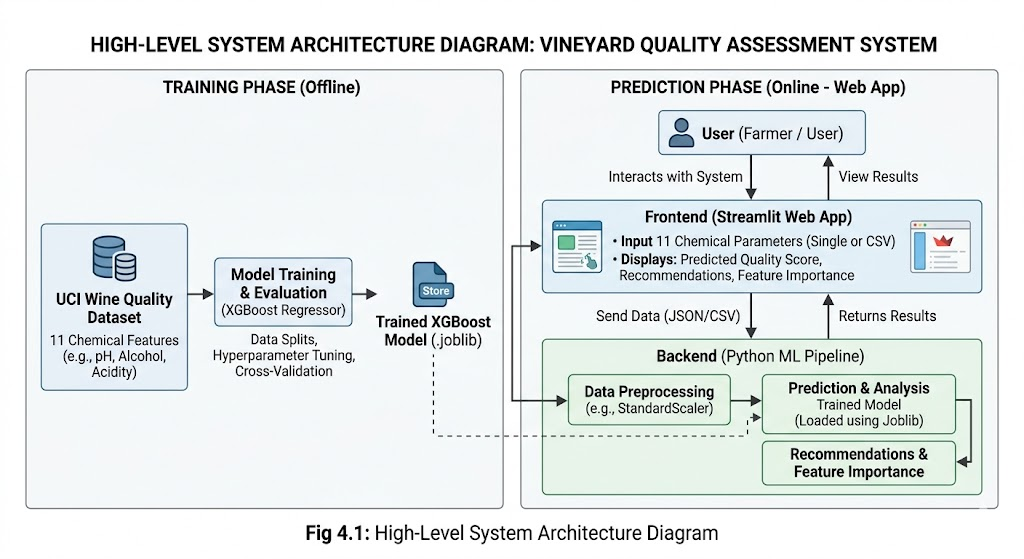 HIGH-LEVEL SYSTEM ARCHITECTURE DIAGRAM: VINEYARD QUALITY ASSESSMENT SYSTEM
TRAINING PHASE (Offline)
UCI Wine Quality
Dataset
11 Chemical Features
(e.g., pH, Alcohol,
Acidity)
Model Training
& Evaluation
(XGBoost Regressor)
Data Splits,
Hyperparameter Tuning,
Cross-Validation
Store
Trained XGBoost
Model (.joblib)
PREDICTION PHASE (Online - Web App)
User (Farmer / User)
Interacts with System
View Results
Frontend (Streamlit Web App)
• Input 11 Chemical Parameters (Single or CSV)
• Displays: Predicted Quality Score,
Recommendations, Feature Importance
Send Data (JSON/CSV)
Returns Results
Backend (Python ML Pipeline)
Data Preprocessing
(e.g., StandardScaler)
Prediction & Analysis
Trained Model
(Loaded using Joblib)
Recommendations &
Feature Importance
Fig 4.1: High-Level System Architecture Diagram